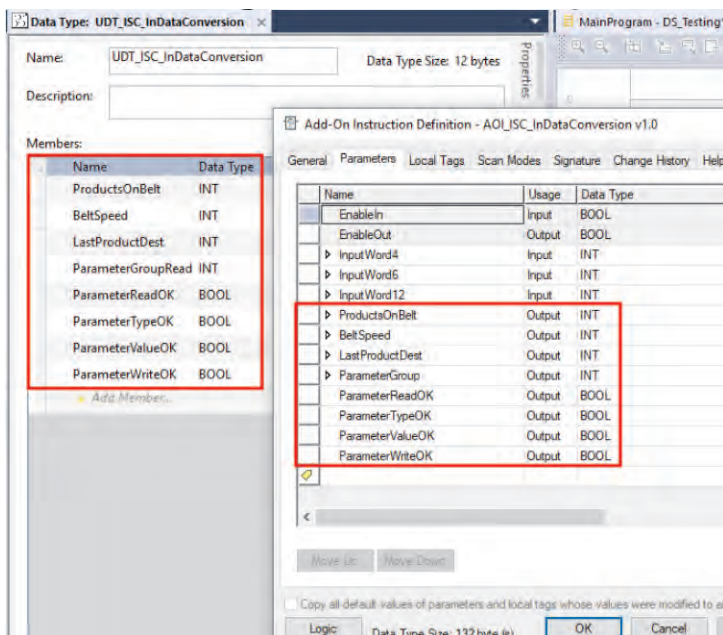 Data Type: UDT_ISC_InDataConversion ×
MainProgram - DS_Testing
Name: UDT_ISC_InDataConversion Data Type Size: 12 bytes
Properties
Description:
Members:
Name Data Type
ProductsOnBelt INT
BeltSpeed INT
LastProductDest INT
ParameterGroupRead INT
ParameterReadOK BOOL
ParameterTypeOK BOOL
ParameterValueOK BOOL
ParameterWriteOK BOOL
Add Member...
Add-On Instruction Definition - AOI_ISC_InDataConversion v1.0
General Parameters Local Tags Scan Modes Signature Change History Help
Name Usage Data Type
EnableIn Input BOOL
EnableOut Output BOOL
InputWord4 Input INT
InputWord6 Input INT
InputWord12 Input INT
ProductsOnBelt Output INT
BeltSpeed Output INT
LastProductDest Output INT
ParameterGroup Output INT
ParameterReadOK Output BOOL
ParameterTypeOK Output BOOL
ParameterValueOK Output BOOL
ParameterWriteOK Output BOOL
Move Up Move Down
Copy all default values of parameters and local tags whose values were modified to a
Logic Data Type Size: 132 byte (s) OK Cancel